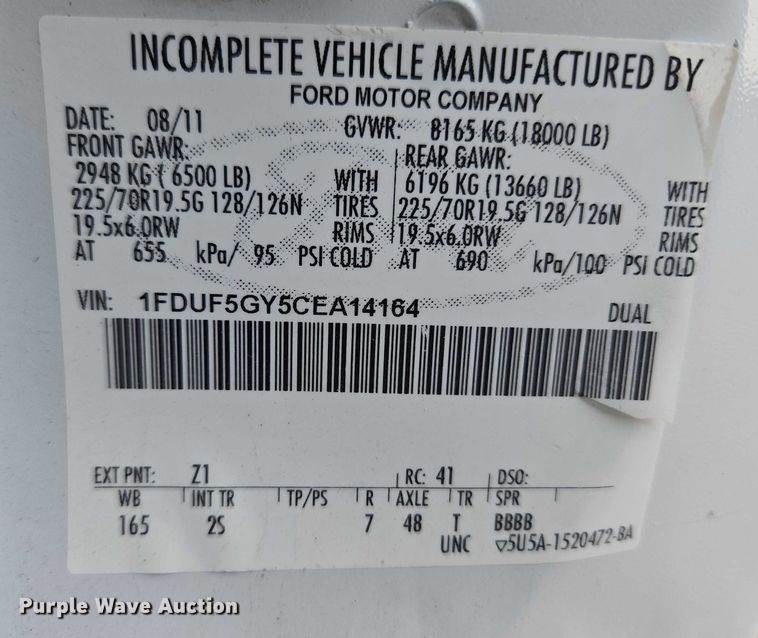 INCOMPLETE VEHICLE MANUFACTURED BY
FORD MOTOR COMPANY
DATE: 08/11 GVWR: 8165 KG (18000 LB)
FRONT GAWR: REAR GAWR:
2948 KG ( 6500 LB) WITH 6196 KG (13660 LB) WITH
225/70R19.5G 128/126N TIRES 225/70R19.5G 128/126N TIRES
19.5x6.0RW RIMS 19.5x6.0RW RIMS
AT 655 kPa/ 95 PSI COLD AT 690 kPa/100 PSI COLD
VIN: 1FDUF5GY5CEA14164 DUAL
EXT PNT: Z1 RC: 41 DSO:
WB INT TR TP/PS R AXLE TR SPR
165 2S 7 48 T BBBB
UNC ▽5U5A-1520472-BA
Purple Wave Auction